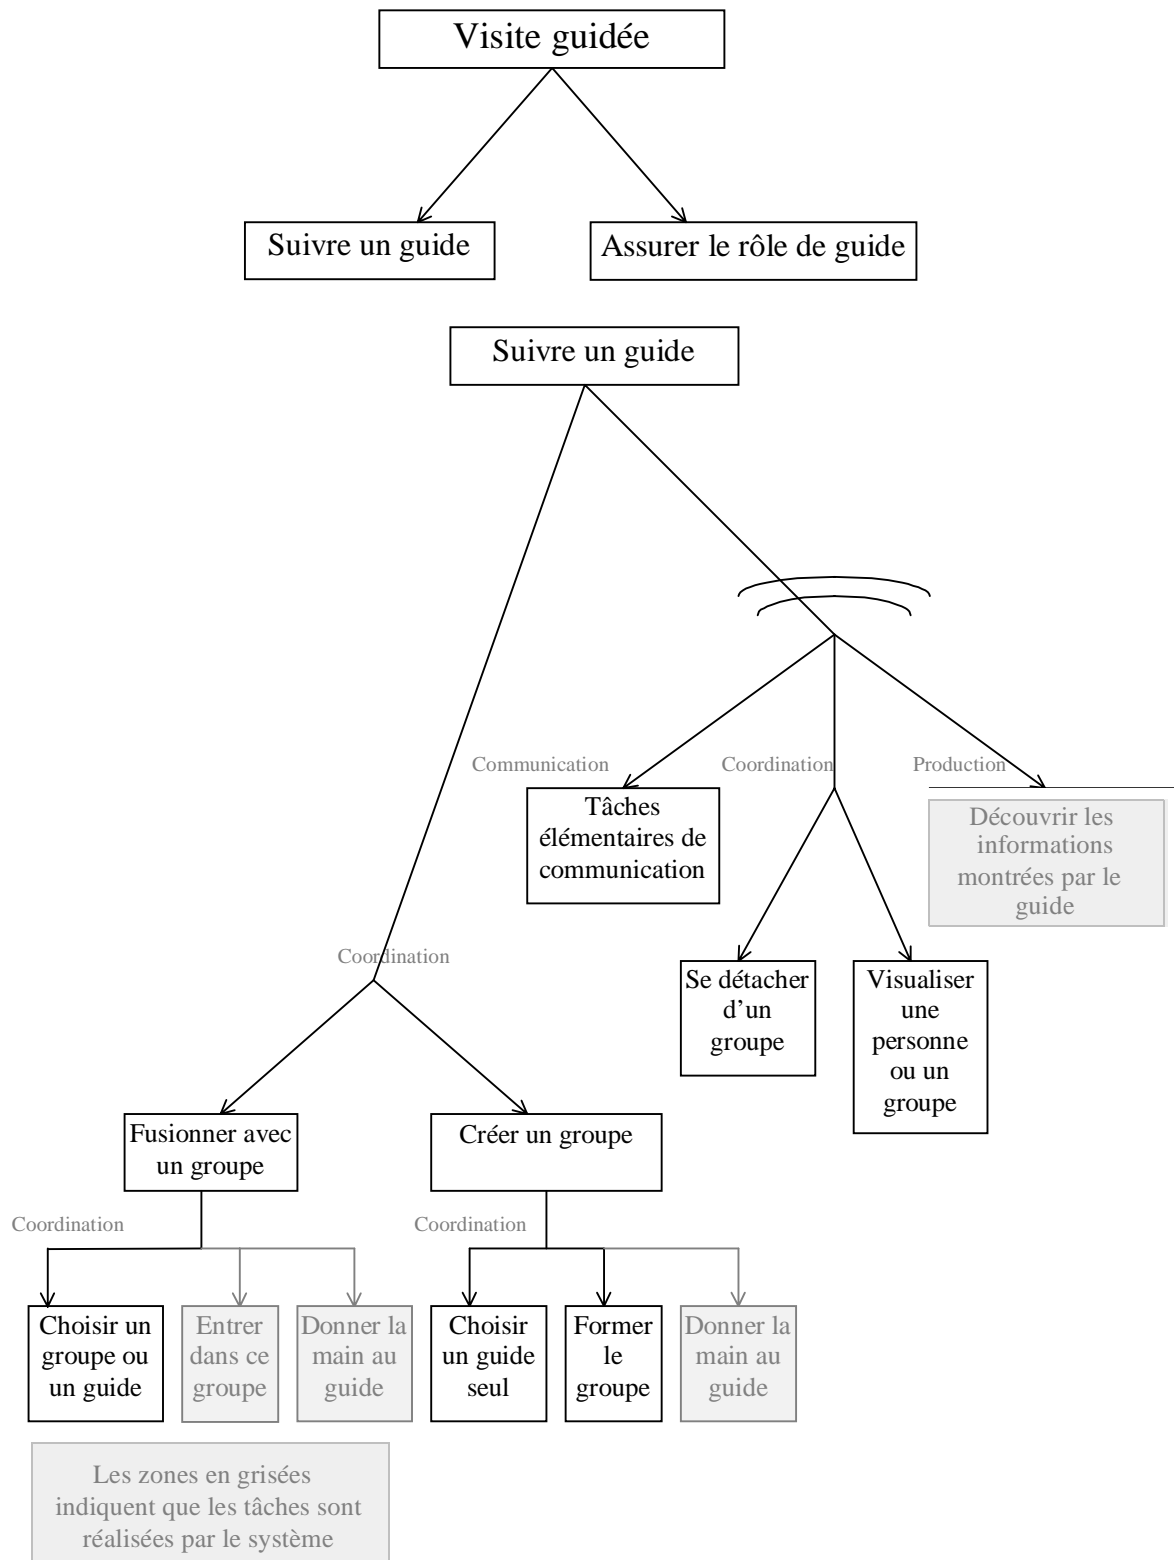 Visite guidée
Suivre un guide
Assurer le rôle de guide
Suivre un guide
Communication
Coordination
Production
Tâches
élémentaires de
communication
Découvrir les
informations
montrées par le
guide
Coordination
Se détacher
d’un
groupe
Visualiser
une
personne
ou un
groupe
Fusionner avec
un groupe
Créer un groupe
Coordination
Coordination
Choisir un
groupe ou
un guide
Entrer
dans ce
groupe
Donner la
main au
guide
Choisir
un guide
seul
Former
le
groupe
Donner la
main au
guide
Les zones en grisées
indiquent que les tâches sont
réalisées par le système